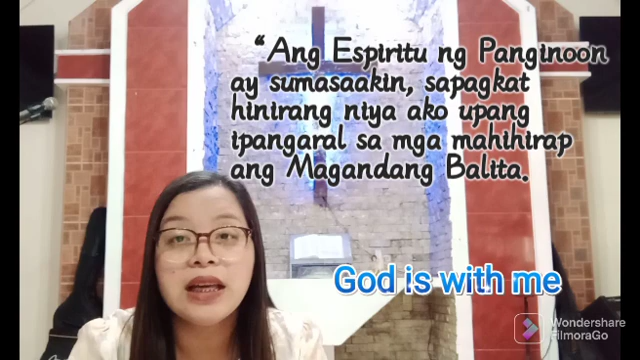 “Ang Espiritu ng Panginoon
ay sumasaakin, sapagkat
hinirang niya ako upang
ipangaral sa mga mahihirap
ang Magandang Balita.
God is with me
Wondershare
FilmoraGo